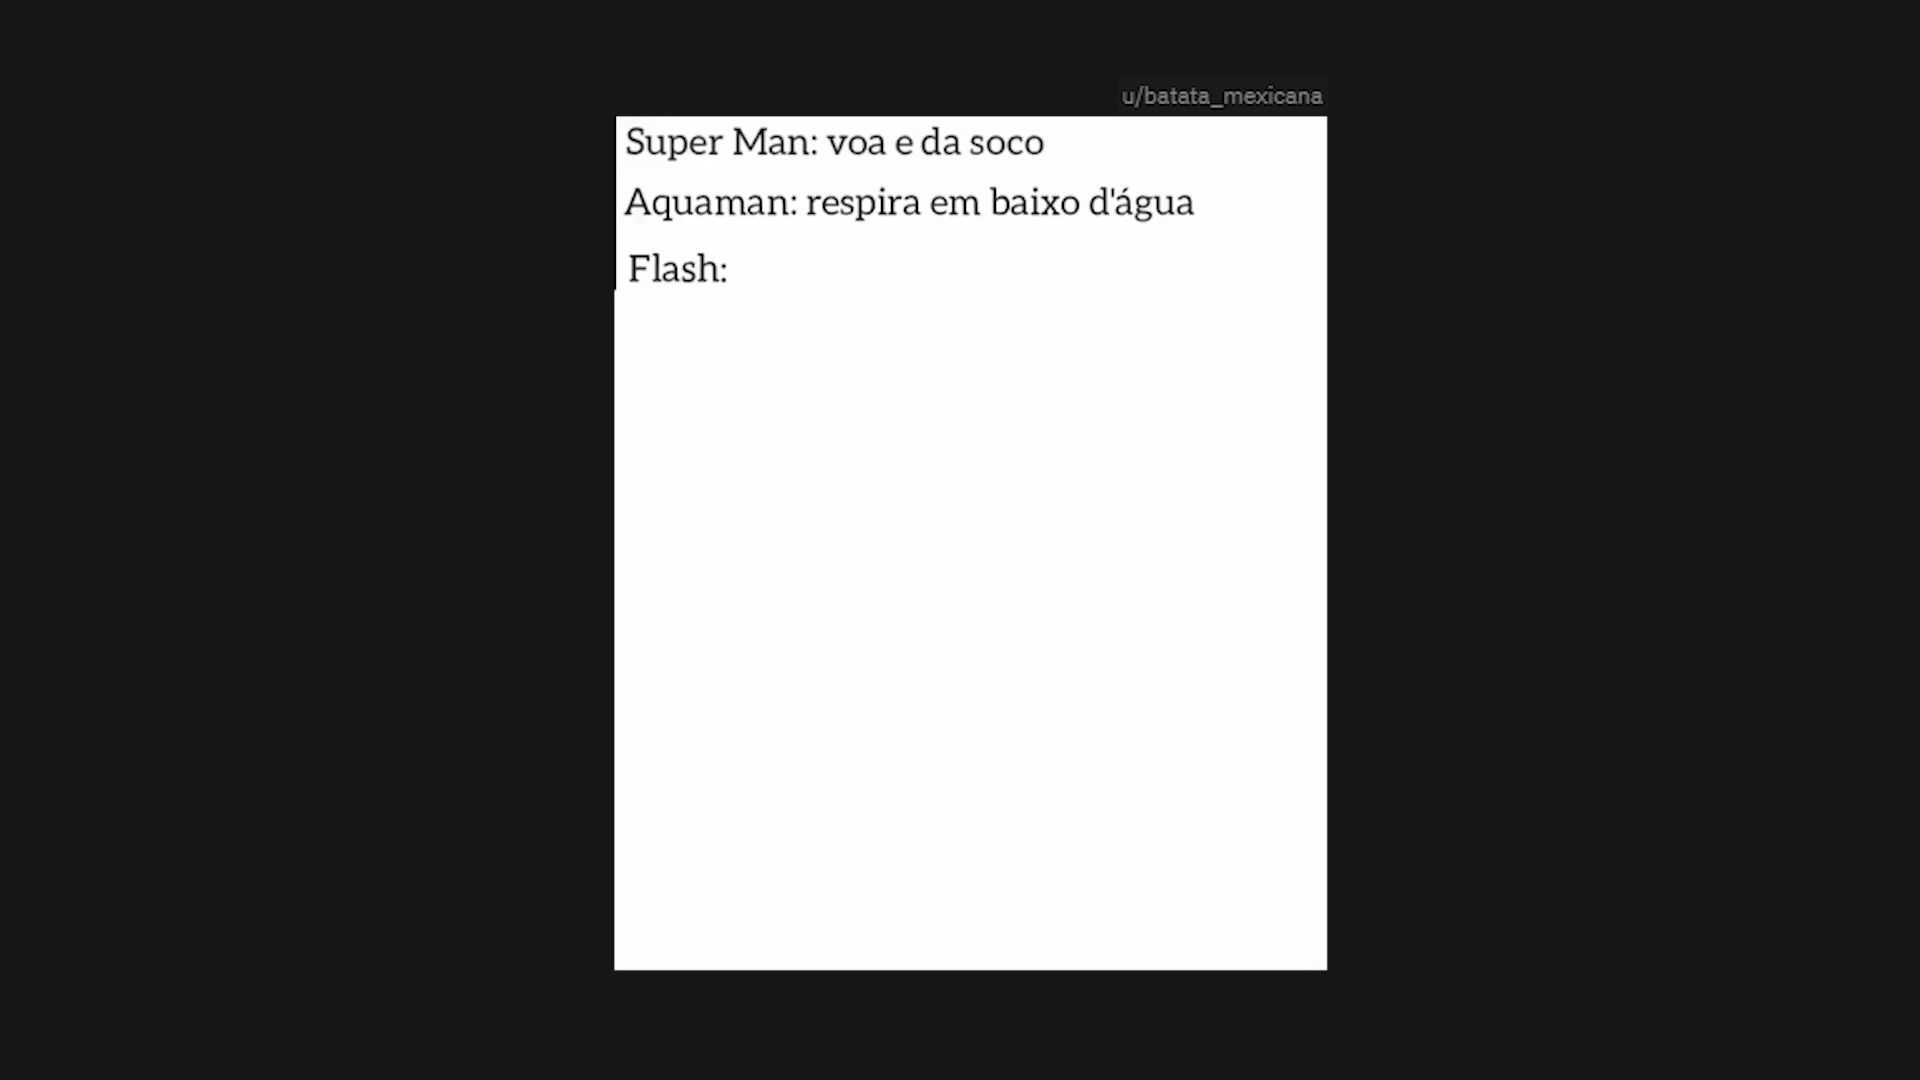 u/batata_mexicana
Super Man: voa e da soco
Aquaman: respira em baixo d'água
Flash: